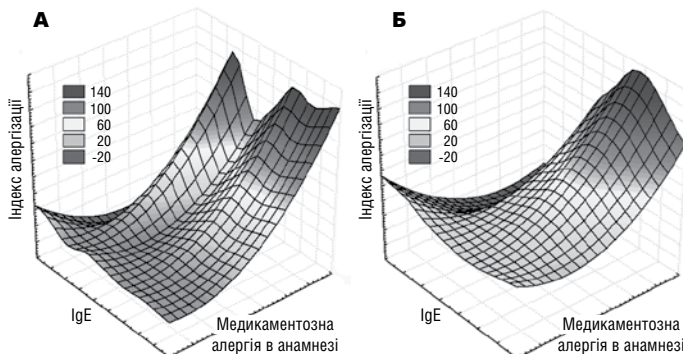 А
Індекс алергізації
140
100
60
20
-20
IgE
Медикаментозна
алергія в анамнезі
Б
Індекс алергізації
140
100
60
20
-20
IgE
Медикаментозна
алергія в анамнезі